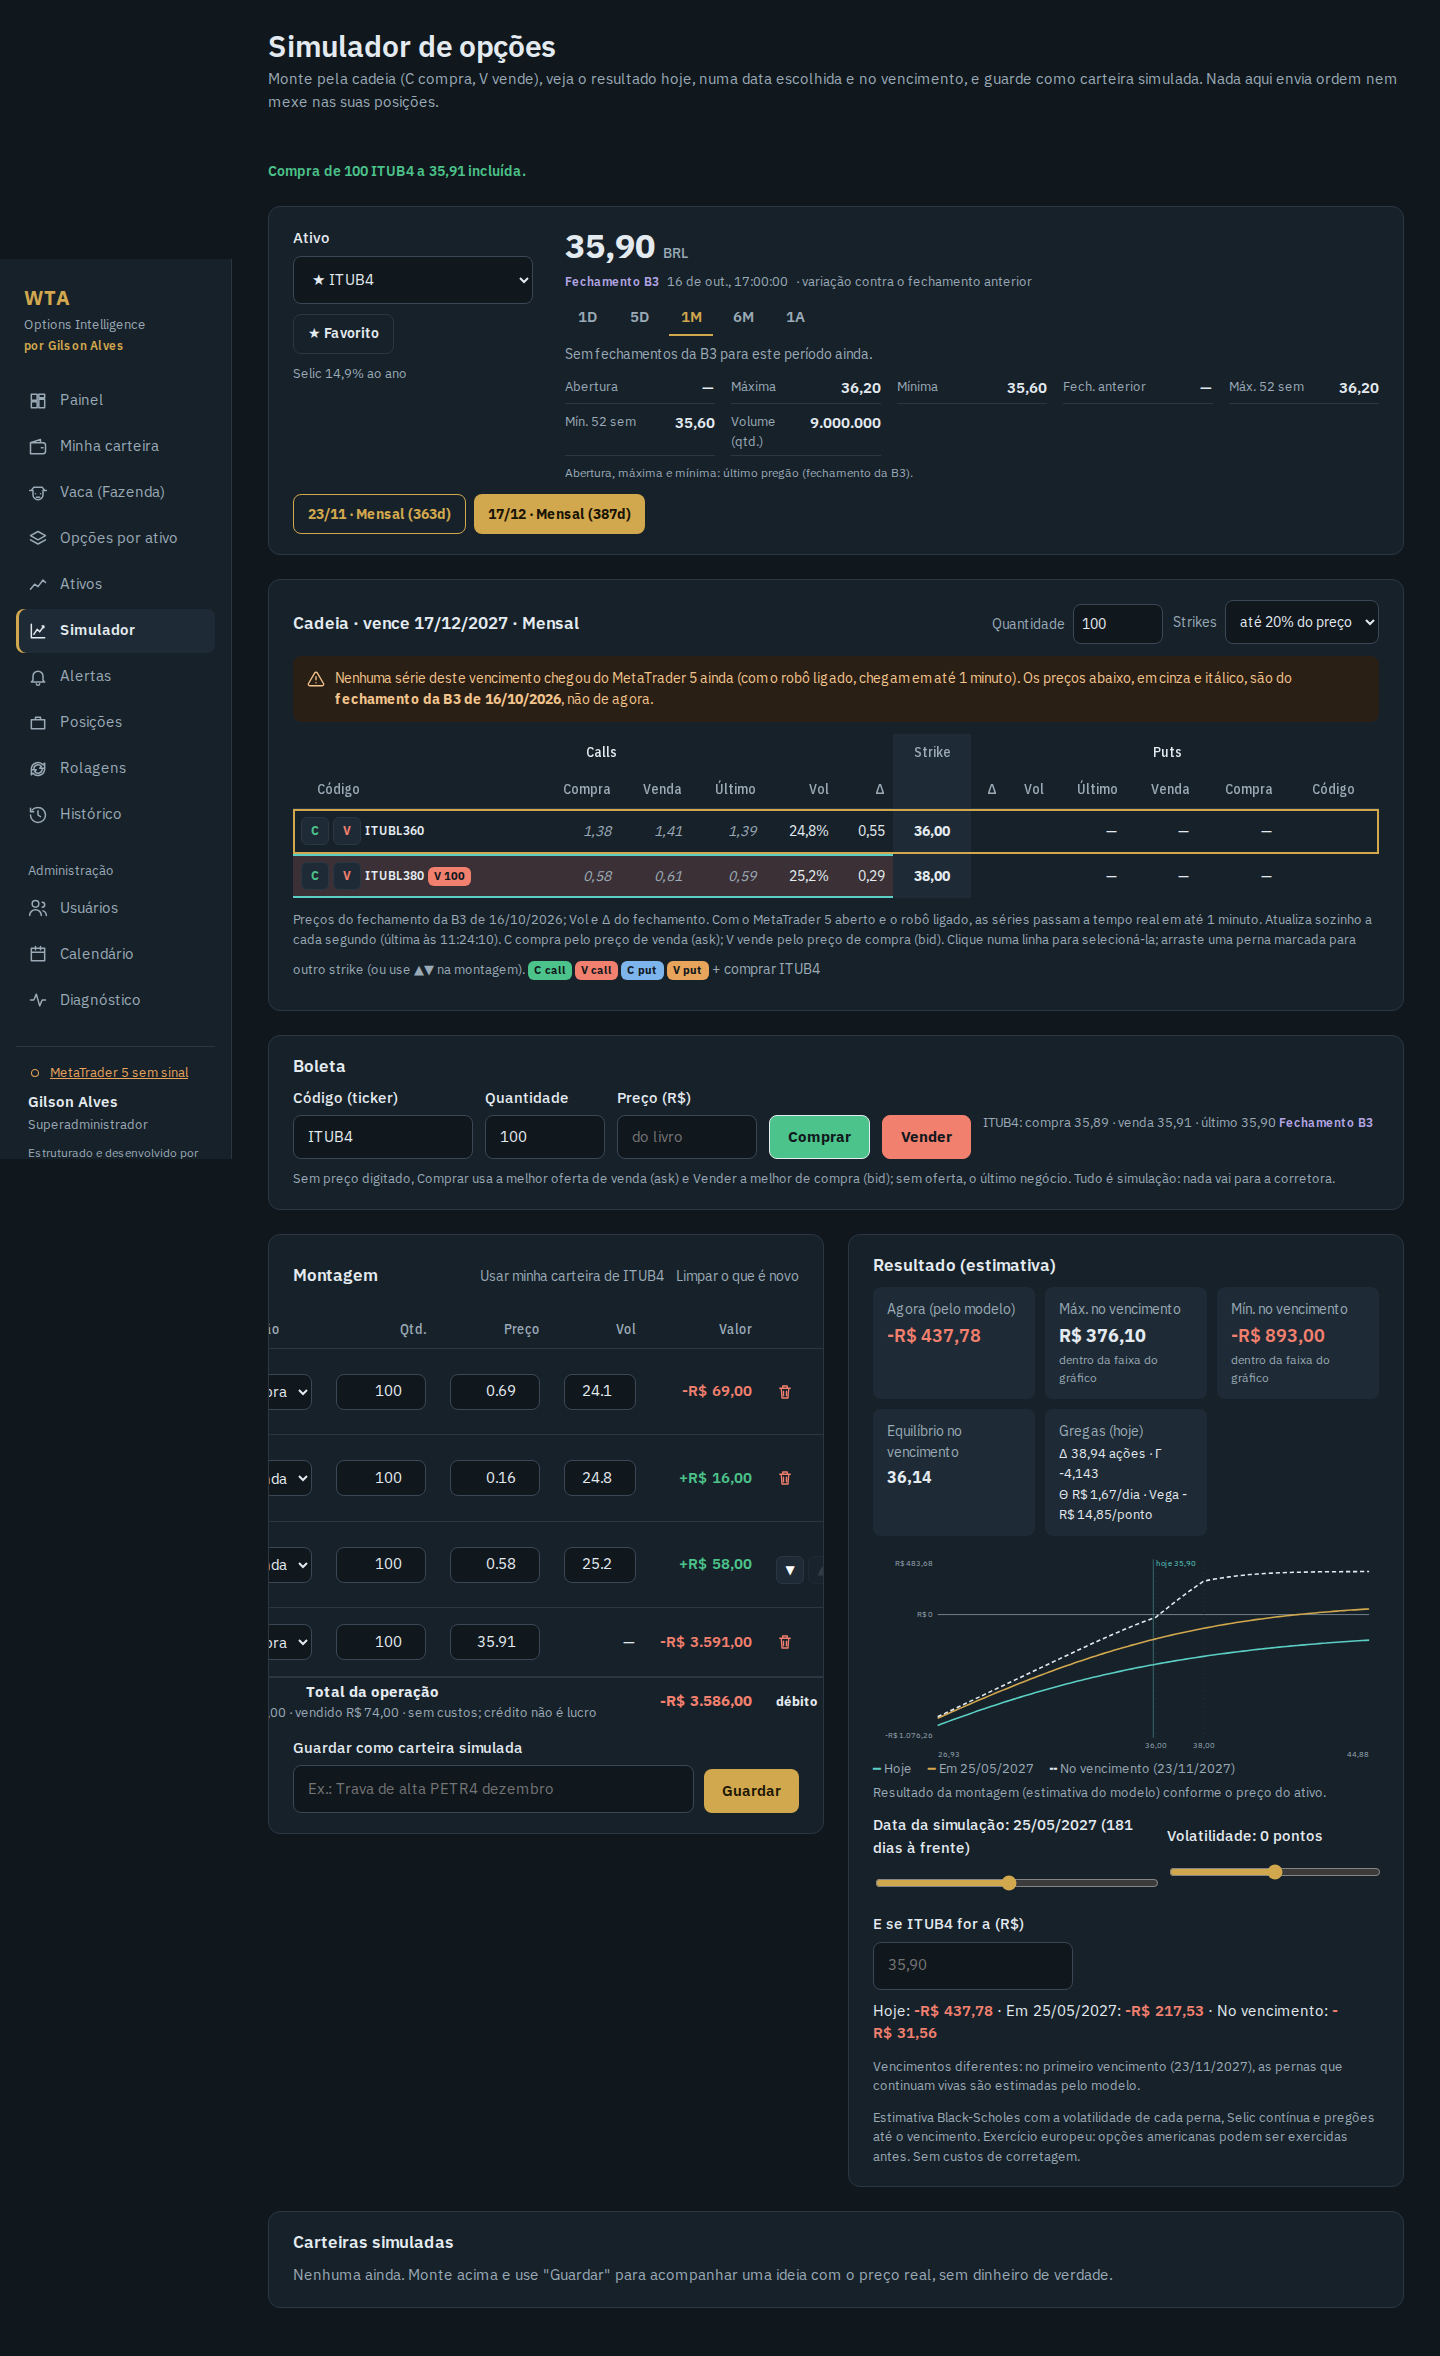 Simulador de opções
Monte pela cadeia (C compra, V vende), veja o resultado hoje, numa data escolhida e no vencimento, e guarde como carteira simulada. Nada aqui envia ordem nem
mexe nas suas posições.
Compra de 100 ITUB4 a 35,91 incluída.
WTA
Options Intelligence
por Gilson Alves
Painel
Minha carteira
Vaca (Fazenda)
Opções por ativo
Ativos
Simulador
Alertas
Posições
Rolagens
Histórico
Administração
Usuários
Calendário
Diagnóstico
MetaTrader 5 sem sinal
Gilson Alves
Superadministrador
Estruturado e desenvolvido por
Ativo
★ ITUB4
★ Favorito
Selic 14,9% ao ano
35,90 BRL
Fechamento B3 16 de out., 17:00:00 · variação contra o fechamento anterior
1D 5D 1M 6M 1A
Sem fechamentos da B3 para este período ainda.
Abertura — Máxima 36,20 Mínima 35,60 Fech. anterior — Máx. 52 sem 36,20
Mín. 52 sem 35,60 Volume 9.000.000
(qtd.)
Abertura, máxima e mínima: último pregão (fechamento da B3).
23/11 · Mensal (363d) 17/12 · Mensal (387d)
Cadeia · vence 17/12/2027 · Mensal
Quantidade 100 Strikes até 20% do preço
Nenhuma série deste vencimento chegou do MetaTrader 5 ainda (com o robô ligado, chegam em até 1 minuto). Os preços abaixo, em cinza e itálico, são do
fechamento da B3 de 16/10/2026, não de agora.
Calls Strike Puts
Código Compra Venda Último Vol Δ Δ Vol Último Venda Compra Código
C V ITUBL360 1,38 1,41 1,39 24,8% 0,55 36,00 — — —
C V ITUBL380 V 100 0,58 0,61 0,59 25,2% 0,29 38,00 — — —
Preços do fechamento da B3 de 16/10/2026; Vol e Δ do fechamento. Com o MetaTrader 5 aberto e o robô ligado, as séries passam a tempo real em até 1 minuto. Atualiza sozinho a
cada segundo (última às 11:24:10). C compra pelo preço de venda (ask); V vende pelo preço de compra (bid). Clique numa linha para selecioná-la; arraste uma perna marcada para
outro strike (ou use ▲▼ na montagem). C call V call C put V put + comprar ITUB4
Boleta
Código (ticker) Quantidade Preço (R$)
ITUB4 100 do livro Comprar Vender ITUB4: compra 35,89 · venda 35,91 · último 35,90 Fechamento B3
Sem preço digitado, Comprar usa a melhor oferta de venda (ask) e Vender a melhor de compra (bid); sem oferta, o último negócio. Tudo é simulação: nada vai para a corretora.
Montagem
Usar minha carteira de ITUB4 Limpar o que é novo
ão Qtd. Preço Vol Valor
ora 100 0.69 24.1 -R$ 69,00
nda 100 0.16 24.8 +R$ 16,00
nda 100 0.58 25.2 +R$ 58,00 ▼ ▲
ora 100 35.91 — -R$ 3.591,00
Total da operação
,00 · vendido R$ 74,00 · sem custos; crédito não é lucro
-R$ 3.586,00 débito
Guardar como carteira simulada
Ex.: Trava de alta PETR4 dezembro Guardar
Resultado (estimativa)
Agora (pelo modelo)
-R$ 437,78
Máx. no vencimento
R$ 376,10
dentro da faixa do
gráfico
Mín. no vencimento
-R$ 893,00
dentro da faixa do
gráfico
Equilíbrio no
vencimento
36,14
Gregas (hoje)
Δ 38,94 ações · Γ
-4,143
Θ R$ 1,67/dia · Vega -
R$ 14,85/ponto
R$ 483,68
hoje 35,90
R$ 0
-R$ 1.076,26
36,00 38,00
26,93 44,88
Hoje Em 25/05/2027 No vencimento (23/11/2027)
Resultado da montagem (estimativa do modelo) conforme o preço do ativo.
Data da simulação: 25/05/2027 (181
dias à frente)
Volatilidade: 0 pontos
E se ITUB4 for a (R$)
35,90
Hoje: -R$ 437,78 · Em 25/05/2027: -R$ 217,53 · No vencimento: -
R$ 31,56
Vencimentos diferentes: no primeiro vencimento (23/11/2027), as pernas que
continuam vivas são estimadas pelo modelo.
Estimativa Black-Scholes com a volatilidade de cada perna, Selic contínua e pregões
até o vencimento. Exercício europeu: opções americanas podem ser exercidas
antes. Sem custos de corretagem.
Carteiras simuladas
Nenhuma ainda. Monte acima e use "Guardar" para acompanhar uma ideia com o preço real, sem dinheiro de verdade.